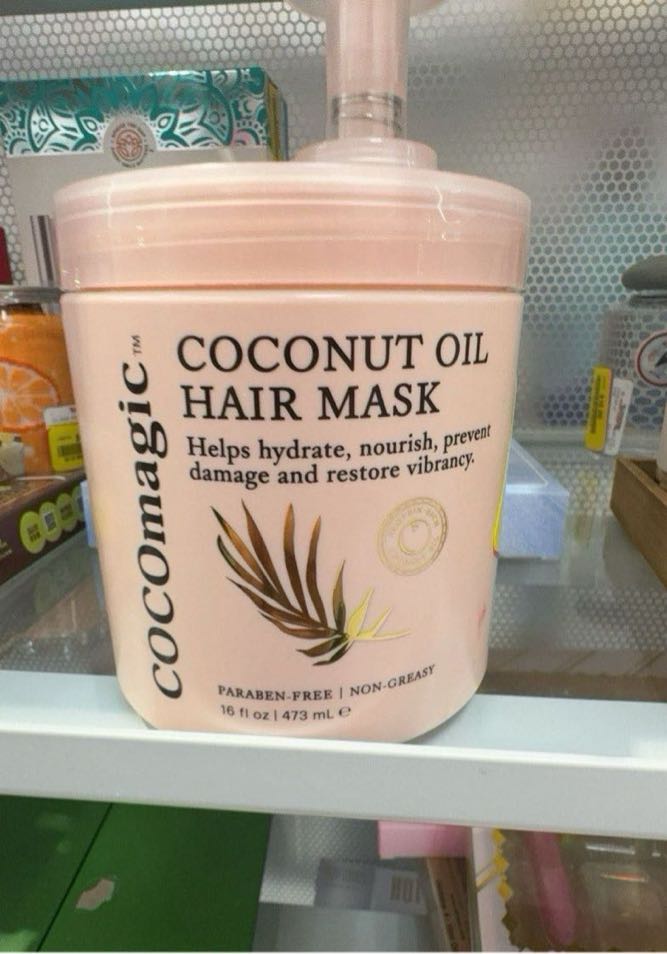 cocomagic™
COCONUT OIL
HAIR MASK
Helps hydrate, nourish, prevent
damage and restore vibrancy.
PARABEN-FREE | NON-GREASY
16 fl oz | 473 mL ℮